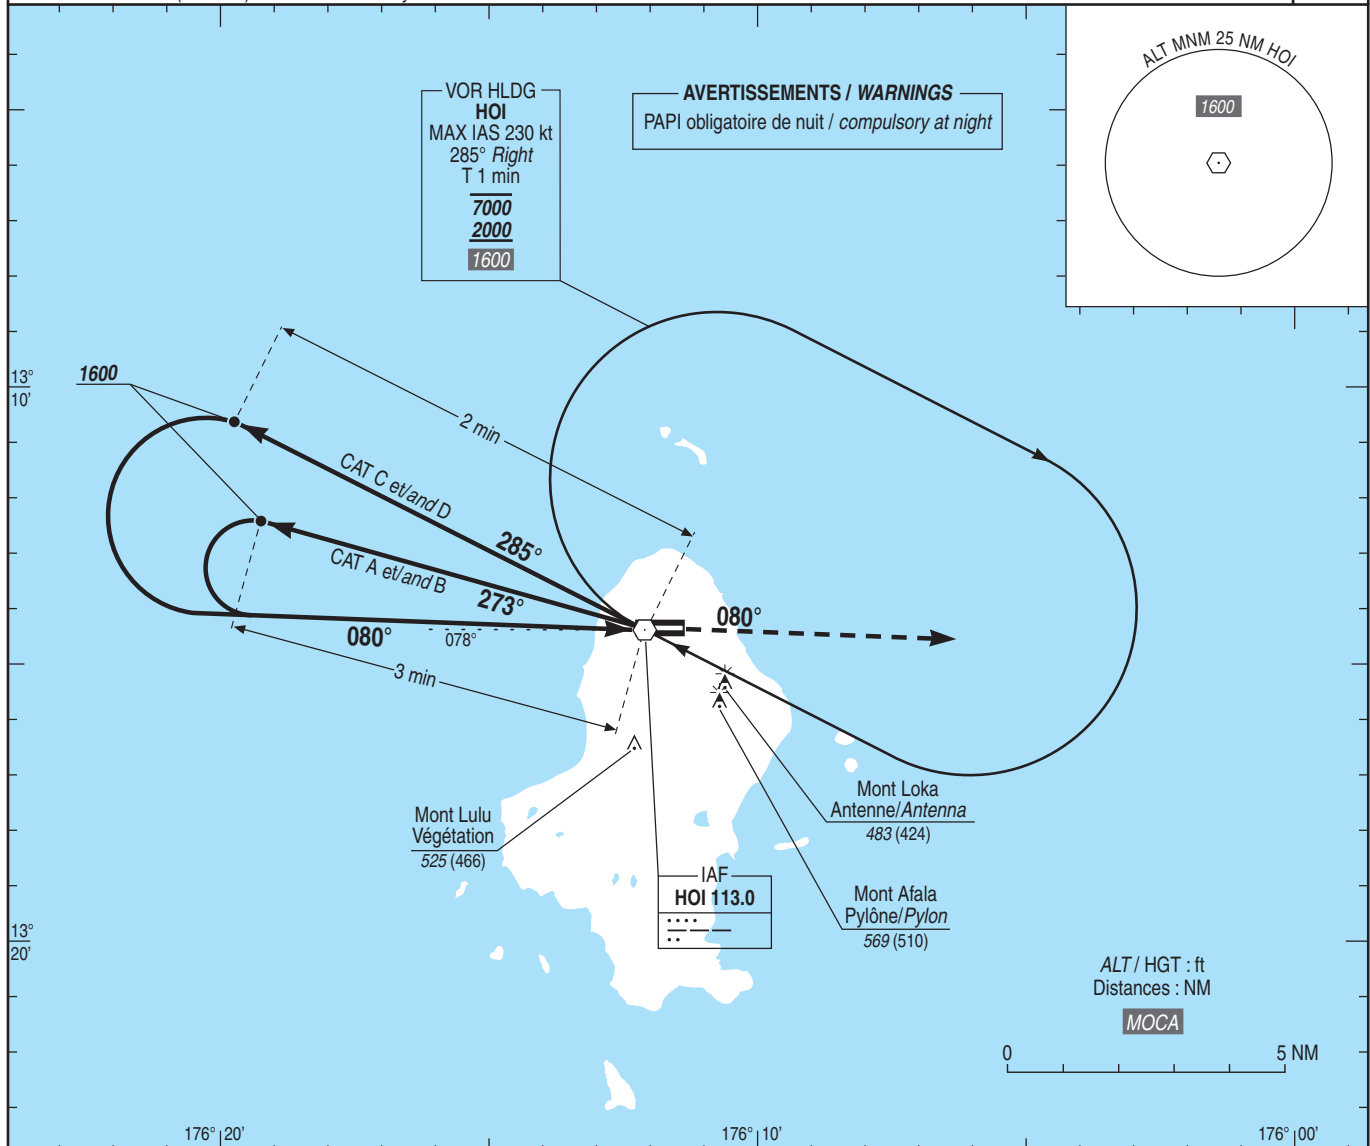 VOR HLDG
HOI
MAX IAS 230 kt
285° Right
T 1 min
7000
2000
1600
AVERTISSEMENTS / WARNINGS
PAPI obligatoire de nuit / compulsory at night
ALT MNM 25 NM HOI
1600
1600
2 min
CAT C et/and D
285°
CAT A et/and B
273°
080°
078°
080°
3 min
Mont Lulu
Végétation
525 (466)
Mont Loka
Antenne/Antenna
483 (424)
IAF
HOI 113.0
Mont Afala
Pylône/Pylon
569 (510)
ALT / HGT : ft
Distances : NM
MOCA
0
5 NM
13°
10'
13°
20'
176° 20'
176° 10'
176° 00'